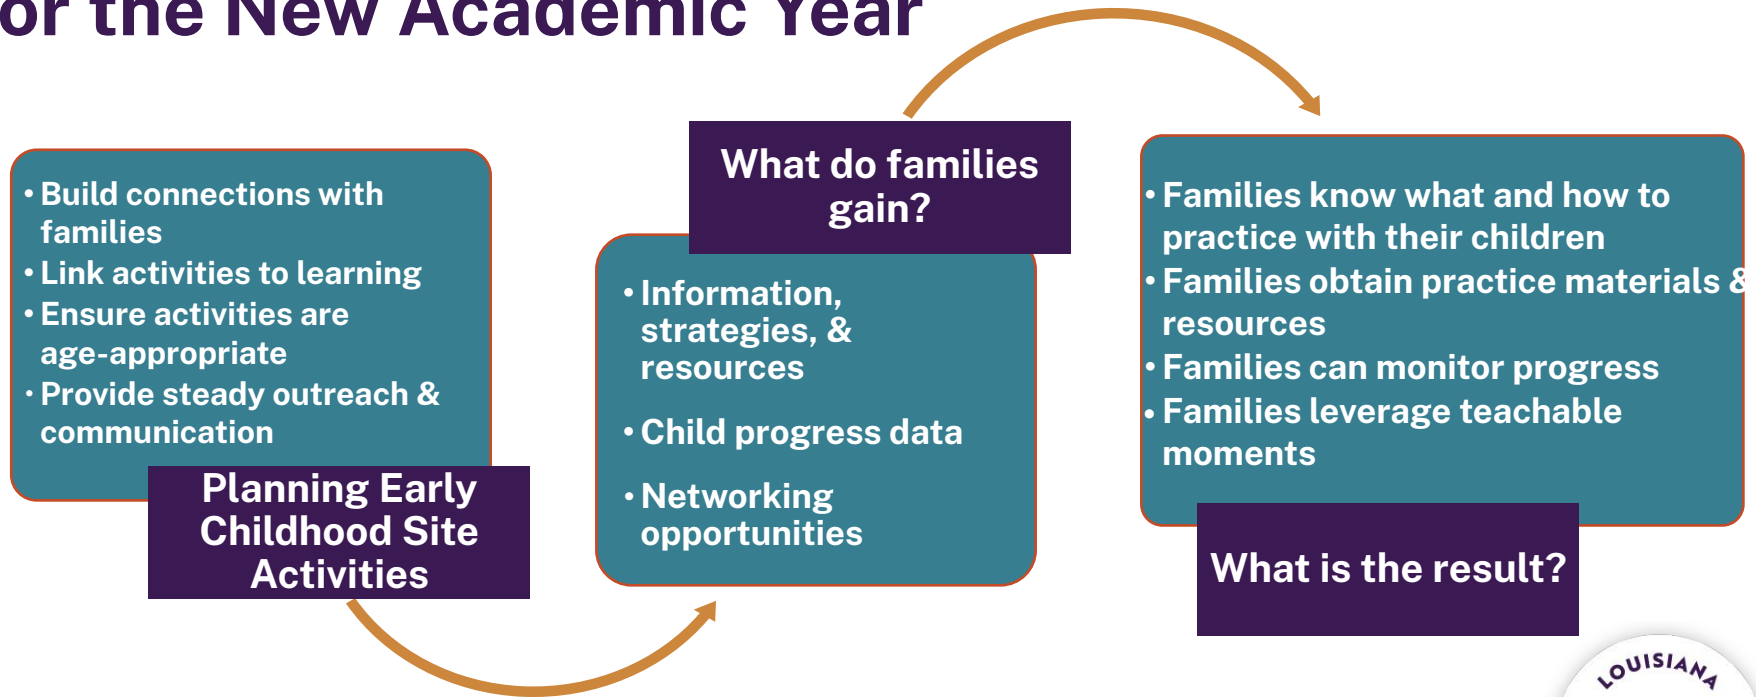 or the New Academic Year
• Build connections with
families
• Link activities to learning
• Ensure activities are
age-appropriate
• Provide steady outreach &
communication
Planning Early
Childhood Site
Activities
What do families
gain?
• Information,
strategies, &
resources
• Child progress data
• Networking
opportunities
• Families know what and how to
practice with their children
• Families obtain practice materials &
resources
• Families can monitor progress
• Families leverage teachable
moments
What is the result?
LOUISIANA